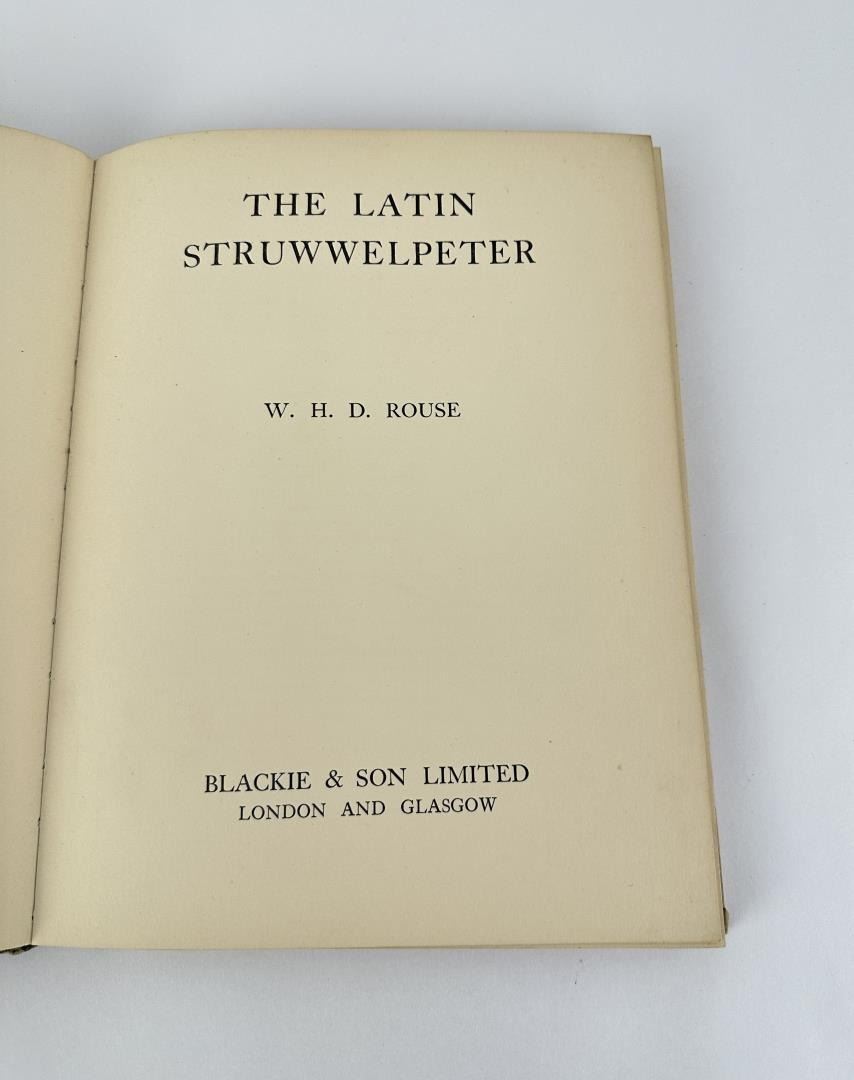 THE LATIN
STRUWWELPETER
W. H. D. ROUSE
BLACKIE & SON LIMITED
LONDON AND GLASGOW